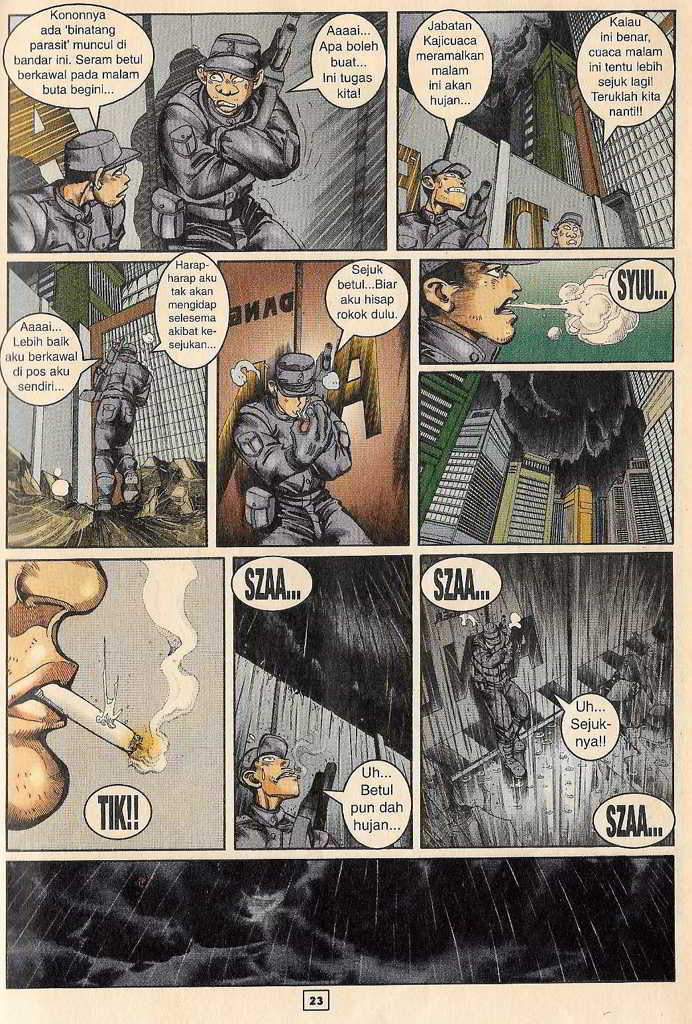 Kononnya
ada 'binatang
parasit' muncul di
bandar ini. Seram betul
berkawal pada malam
buta begini...
Aaaai...
Apa boleh
buat...
Ini tugas
kita!
Jabatan
Kajicuaca
meramalkan
malam
ini akan
hujan...
Kalau
ini benar,
cuaca malam
ini tentu lebih
sejuk lagi!
Teruklah kita
nanti!!
Aaaai...
Lebih baik
aku berkawal
di pos aku
sendiri...
Harap-
harap aku
tak akan
mengidap
selesema
akibat ke-
sejukan...
Sejuk
betul...Biar
aku hisap
rokok dulu.
DANG
A
SYUU...
TIK!!
SZAA...
Uh...
Betul
pun dah
hujan...
SZAA...
Uh...
Sejuk-
nya!!
SZAA...
23